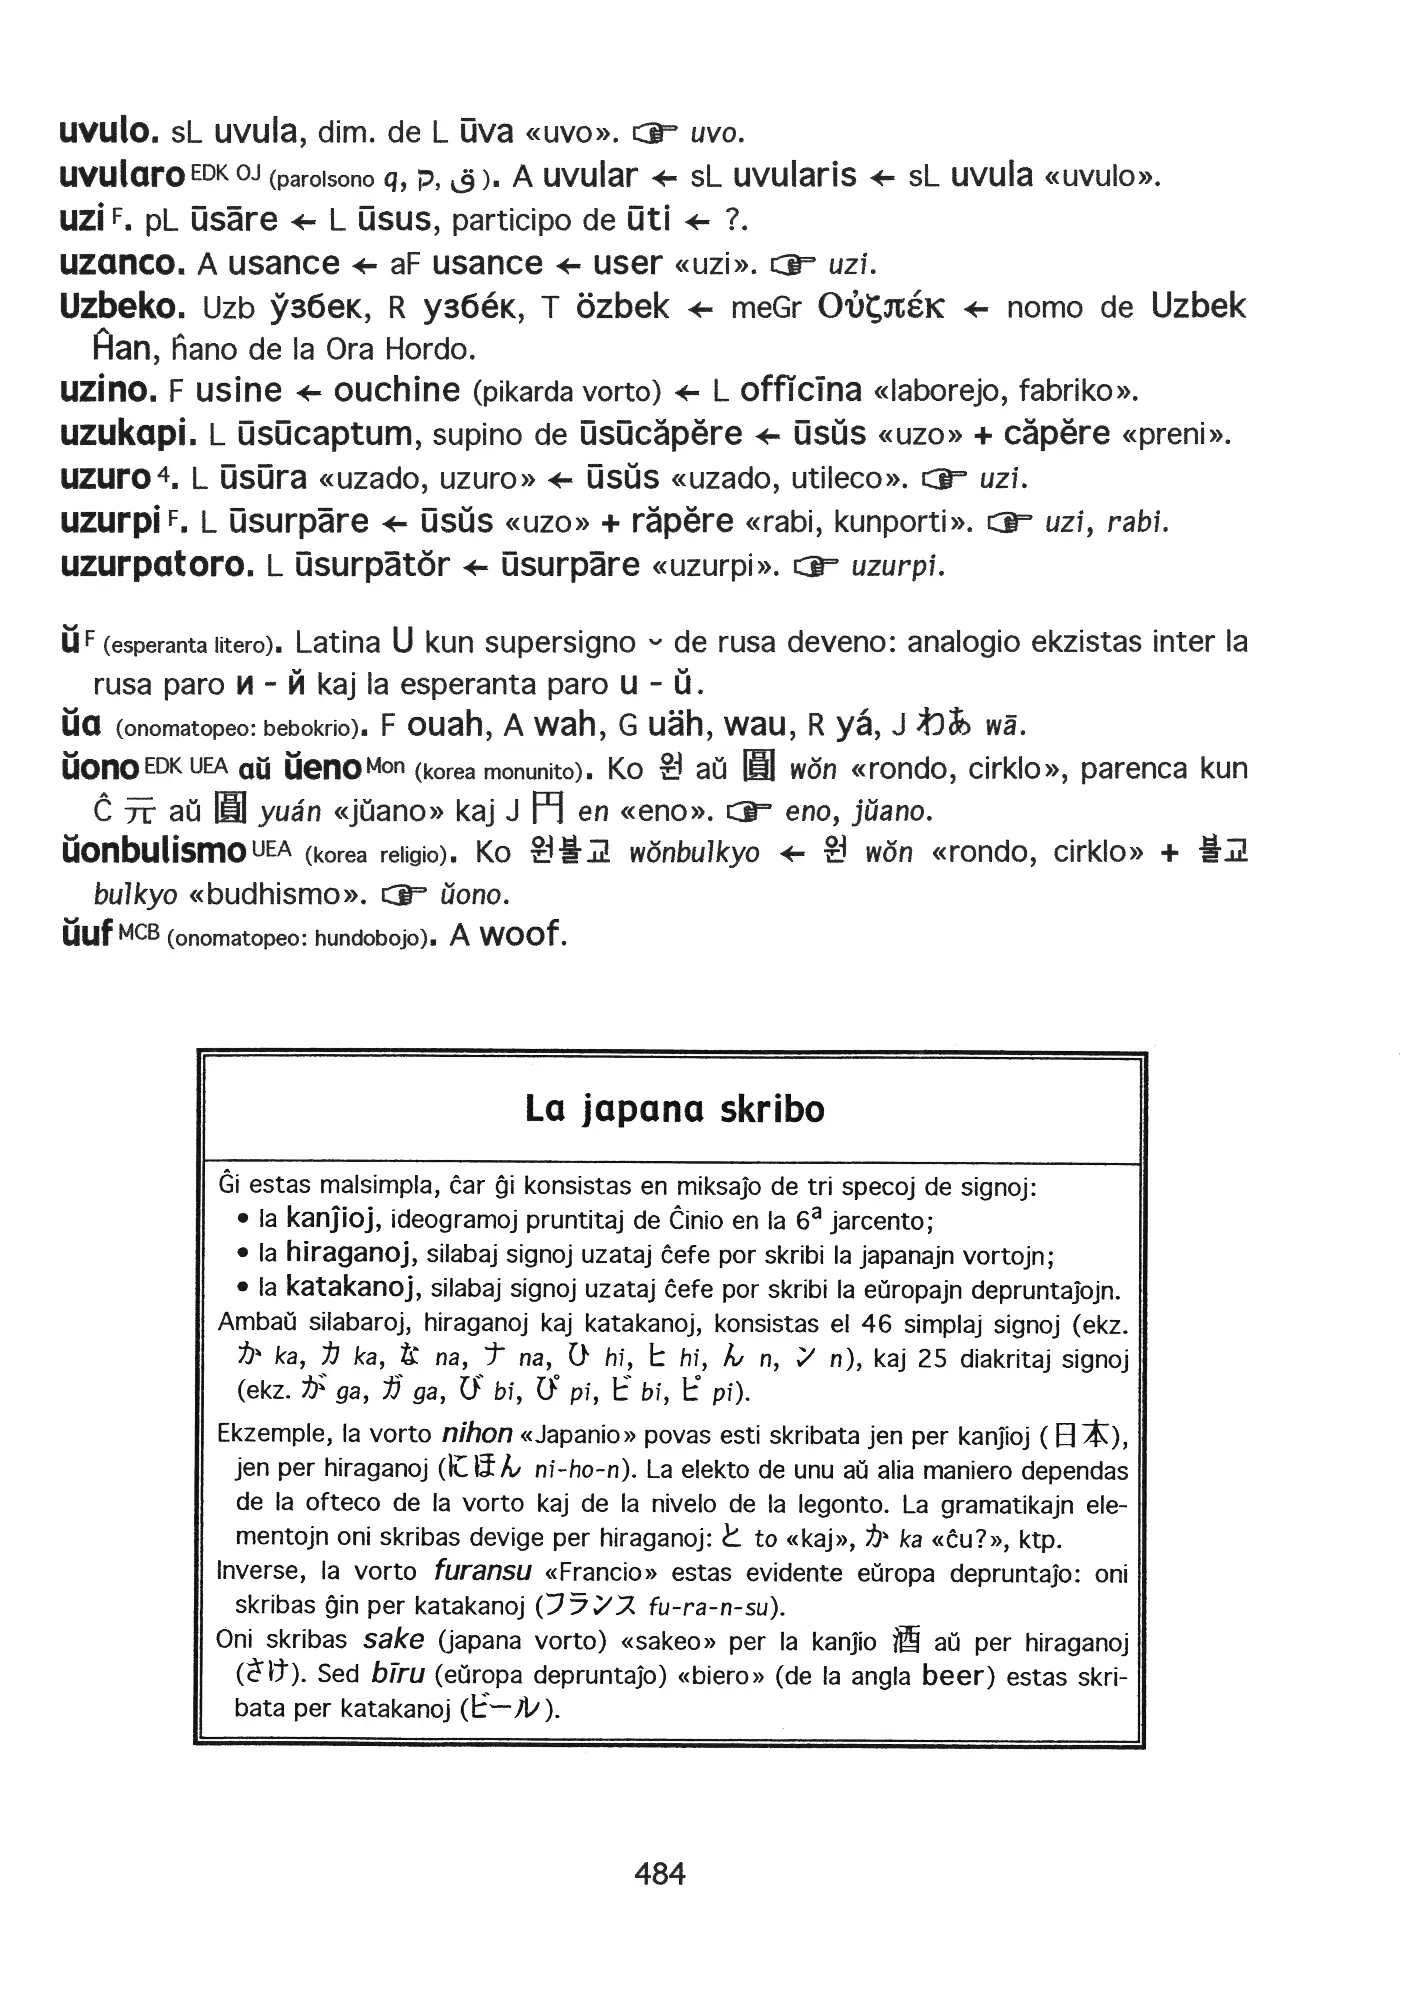 uvulo. sL uvula, dim. de L ūva «uvo». ☞ uvo.
uvularo EDK OJ (parolsono q, ק, ق). A uvular ← sL uvularis ← sL uvula «uvulo».
uzi F. pL ūsāre ← L ūsus, participo de ūti ← ?.
uzanco. A usance ← aF usance ← user «uzi». ☞ uzi.
Uzbeko. Uzb ўзбек, R узбéк, T özbek ← meGr Οὐζπέκ ← nomo de Uzbek
Ĥan, ĥano de la Ora Hordo.
uzino. F usine ← ouchine (pikarda vorto) ← L offĭcīna «laborejo, fabriko».
uzukapi. L ūsūcaptum, supino de ūsūcăpĕre ← ūsŭs «uzo» + căpĕre «preni».
uzuro 4. L ūsūra «uzado, uzuro» ← ūsŭs «uzado, utileco». ☞ uzi.
uzurpi F. L ūsurpāre ← ūsŭs «uzo» + răpĕre «rabi, kunporti». ☞ uzi, rabi.
uzurpatoro. L ūsurpātŏr ← ūsurpāre «uzurpi». ☞ uzurpi.
ŭ F (esperanta litero). Latina U kun supersigno ˘ de rusa deveno: analogio ekzistas inter la
rusa paro и - й kaj la esperanta paro u - ŭ.
ŭa (onomatopeo: bebokrio). F ouah, A wah, G uäh, wau, R yá, J わあ wā.
ŭono EDK UEA aŭ ŭeno Mon (korea monunito). Ko 원 aŭ 圓 wŏn «rondo, cirklo», parenca kun
Ĉ 元 aŭ 圓 yuán «jŭano» kaj J 円 en «eno». ☞ eno, jŭano.
ŭonbulismo UEA (korea religio). Ko 원불교 wŏnbulkyo ← 원 wŏn «rondo, cirklo» + 불교
bulkyo «budhismo». ☞ ŭono.
ŭuf MCB (onomatopeo: hundobojo). A woof.
La japana skribo
Ĝi estas malsimpla, ĉar ĝi konsistas en miksaĵo de tri specoj de signoj:
• la kanĵioj, ideogramoj pruntitaj de Ĉinio en la 6a jarcento;
• la hiraganoj, silabaj signoj uzataj ĉefe por skribi la japanajn vortojn;
• la katakanoj, silabaj signoj uzataj ĉefe por skribi la eŭropajn depruntaĵojn.
Ambaŭ silabaroj, hiraganoj kaj katakanoj, konsistas el 46 simplaj signoj (ekz.
か ka, カ ka, な na, ナ na, ひ hi, ヒ hi, ん n, ン n), kaj 25 diakritaj signoj
(ekz. が ga, ガ ga, び bi, ぴ pi, ビ bi, ピ pi).
Ekzemple, la vorto nihon «Japanio» povas esti skribata jen per kanĵioj (日本),
jen per hiraganoj (にほん ni-ho-n). La elekto de unu aŭ alia maniero dependas
de la ofteco de la vorto kaj de la nivelo de la legonto. La gramatikajn ele-
mentojn oni skribas devige per hiraganoj: と to «kaj», か ka «ĉu?», ktp.
Inverse, la vorto furansu «Francio» estas evidente eŭropa depruntaĵo: oni
skribas ĝin per katakanoj (フランス fu-ra-n-su).
Oni skribas sake (japana vorto) «sakeo» per la kanĵio 酒 aŭ per hiraganoj
(さけ). Sed bīru (eŭropa depruntaĵo) «biero» (de la angla beer) estas skri-
bata per katakanoj (ビール).
484